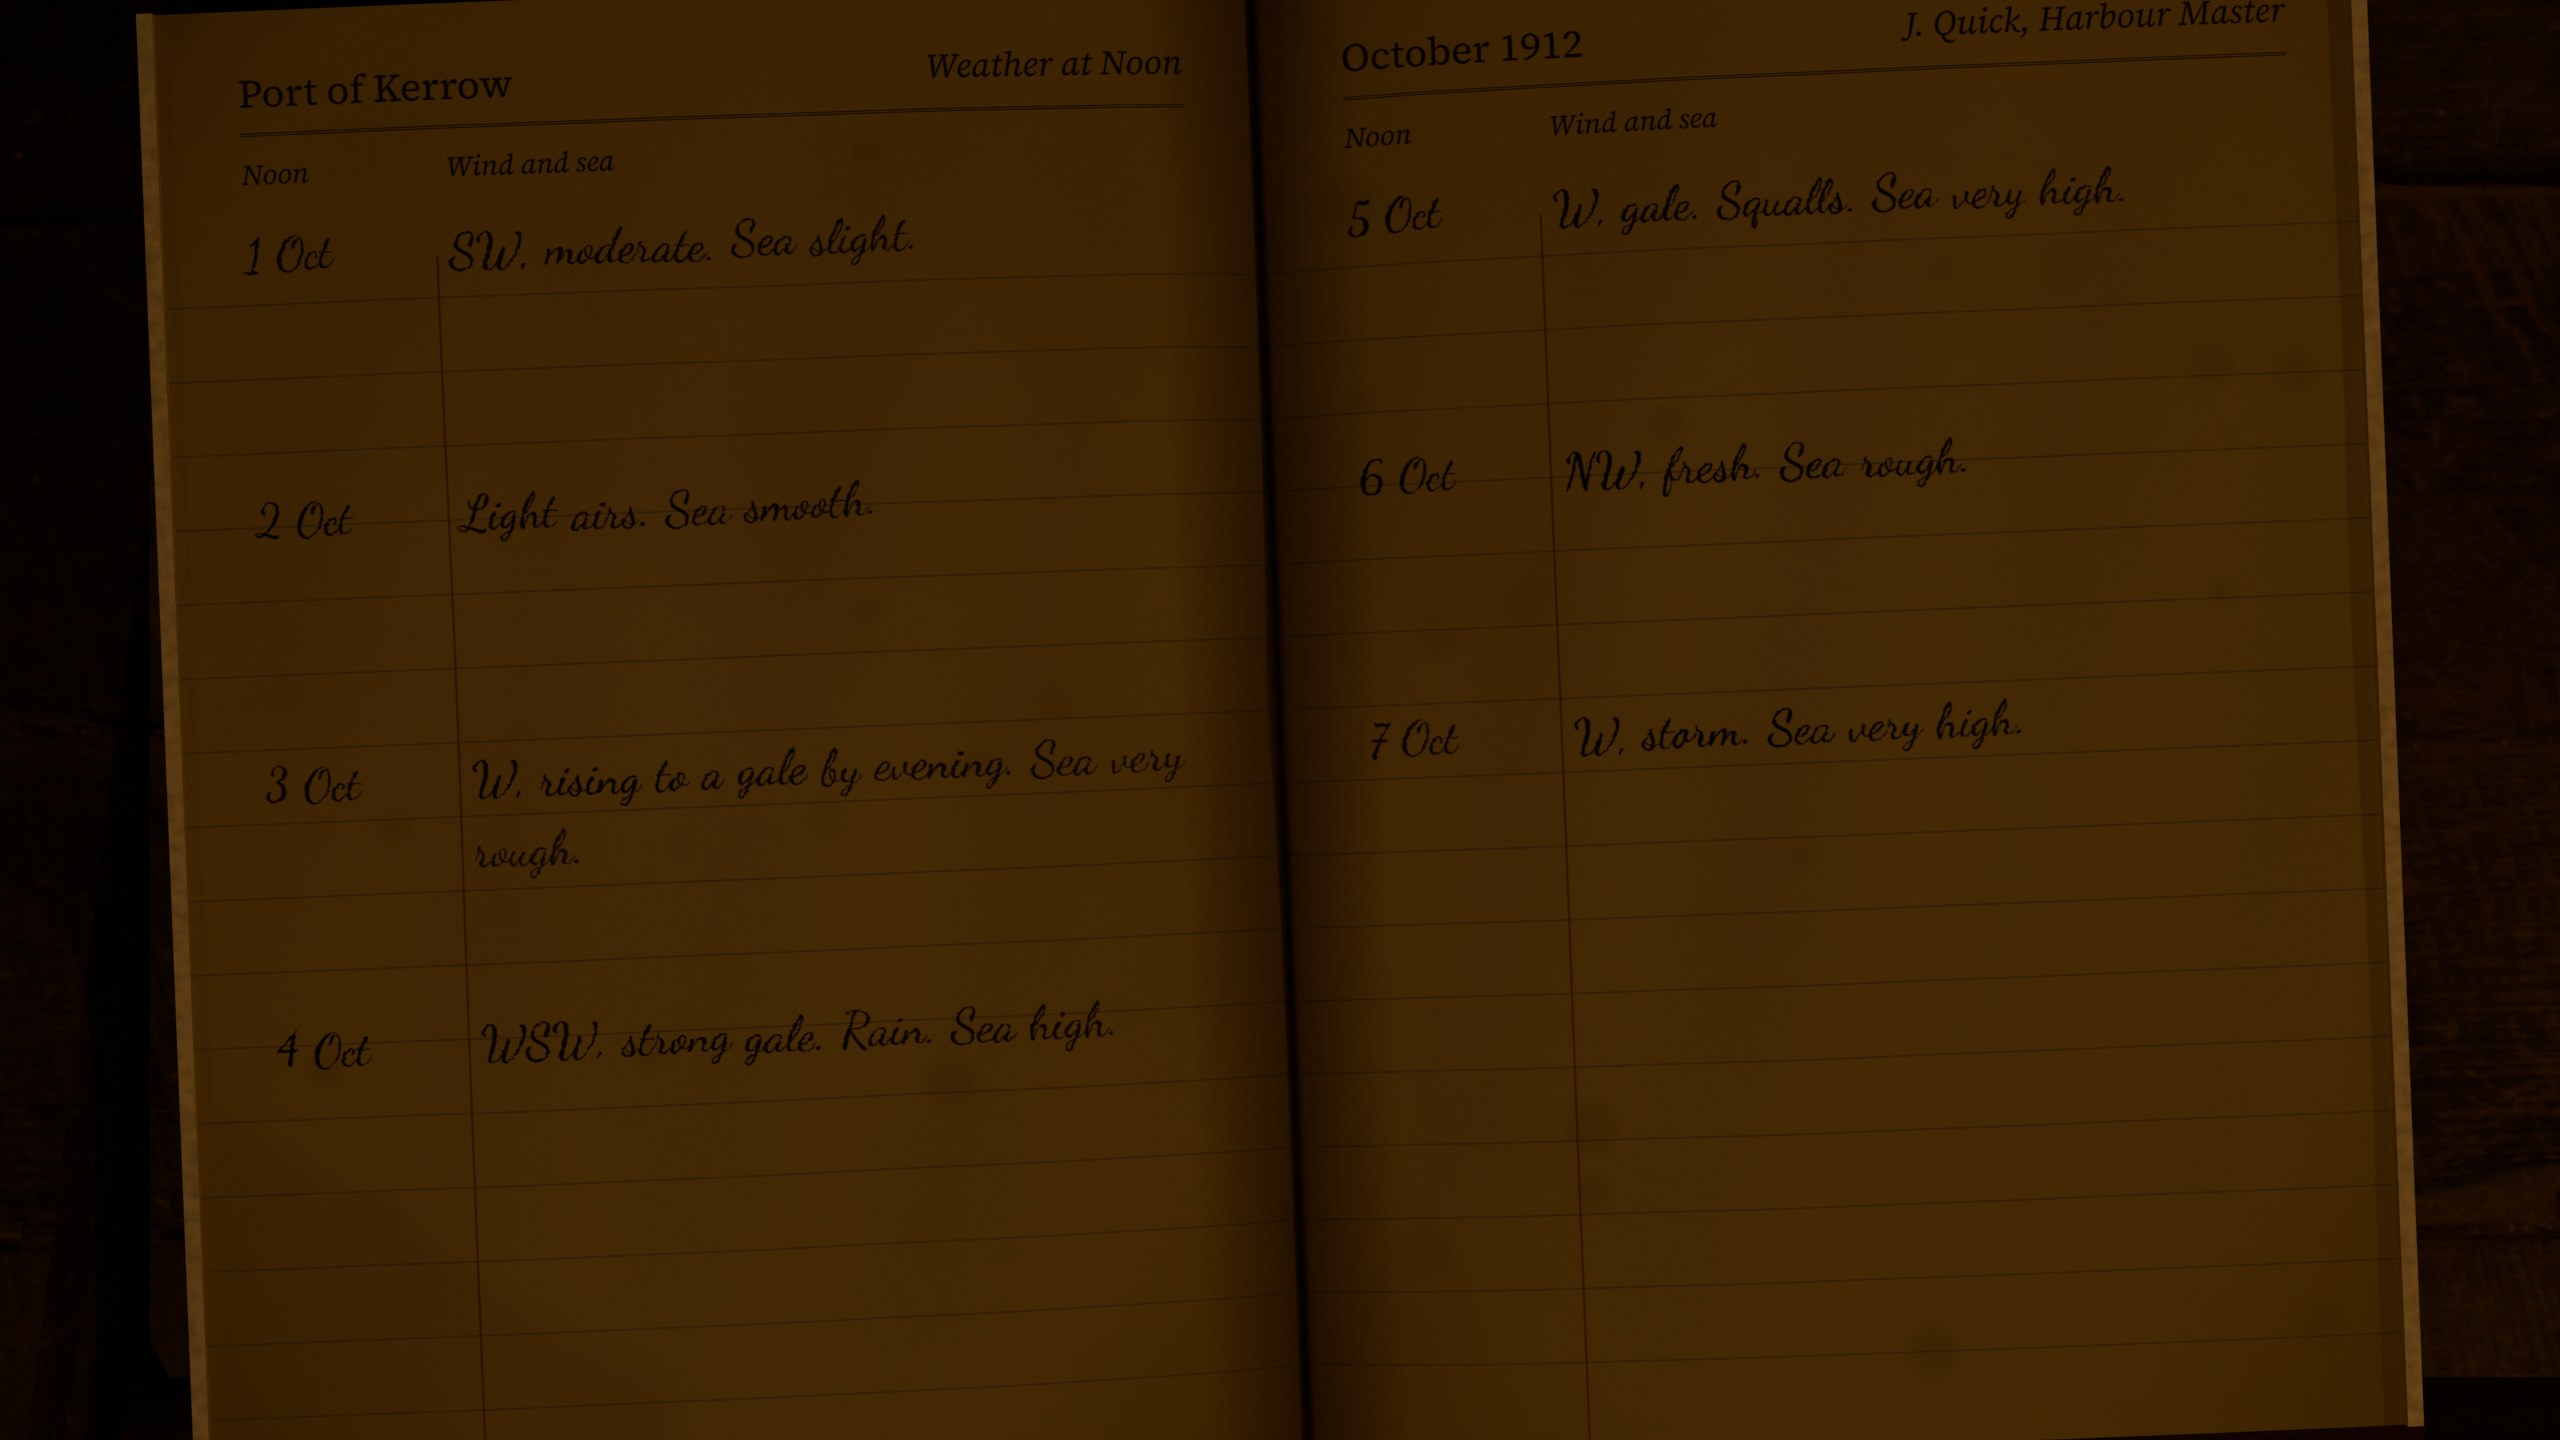 Port of Kerrow
Weather at Noon
Noon
Wind and sea
1 Oct
SW, moderate. Sea slight.
2 Oct
Light airs. Sea smooth.
3 Oct
W, rising to a gale by evening. Sea very
rough.
4 Oct
WSW, strong gale. Rain. Sea high.
October 1912
J. Quick, Harbour Master
Noon
Wind and sea
5 Oct
W, gale. Squalls. Sea very high.
6 Oct
NW, fresh. Sea rough.
7 Oct
W, storm. Sea very high.